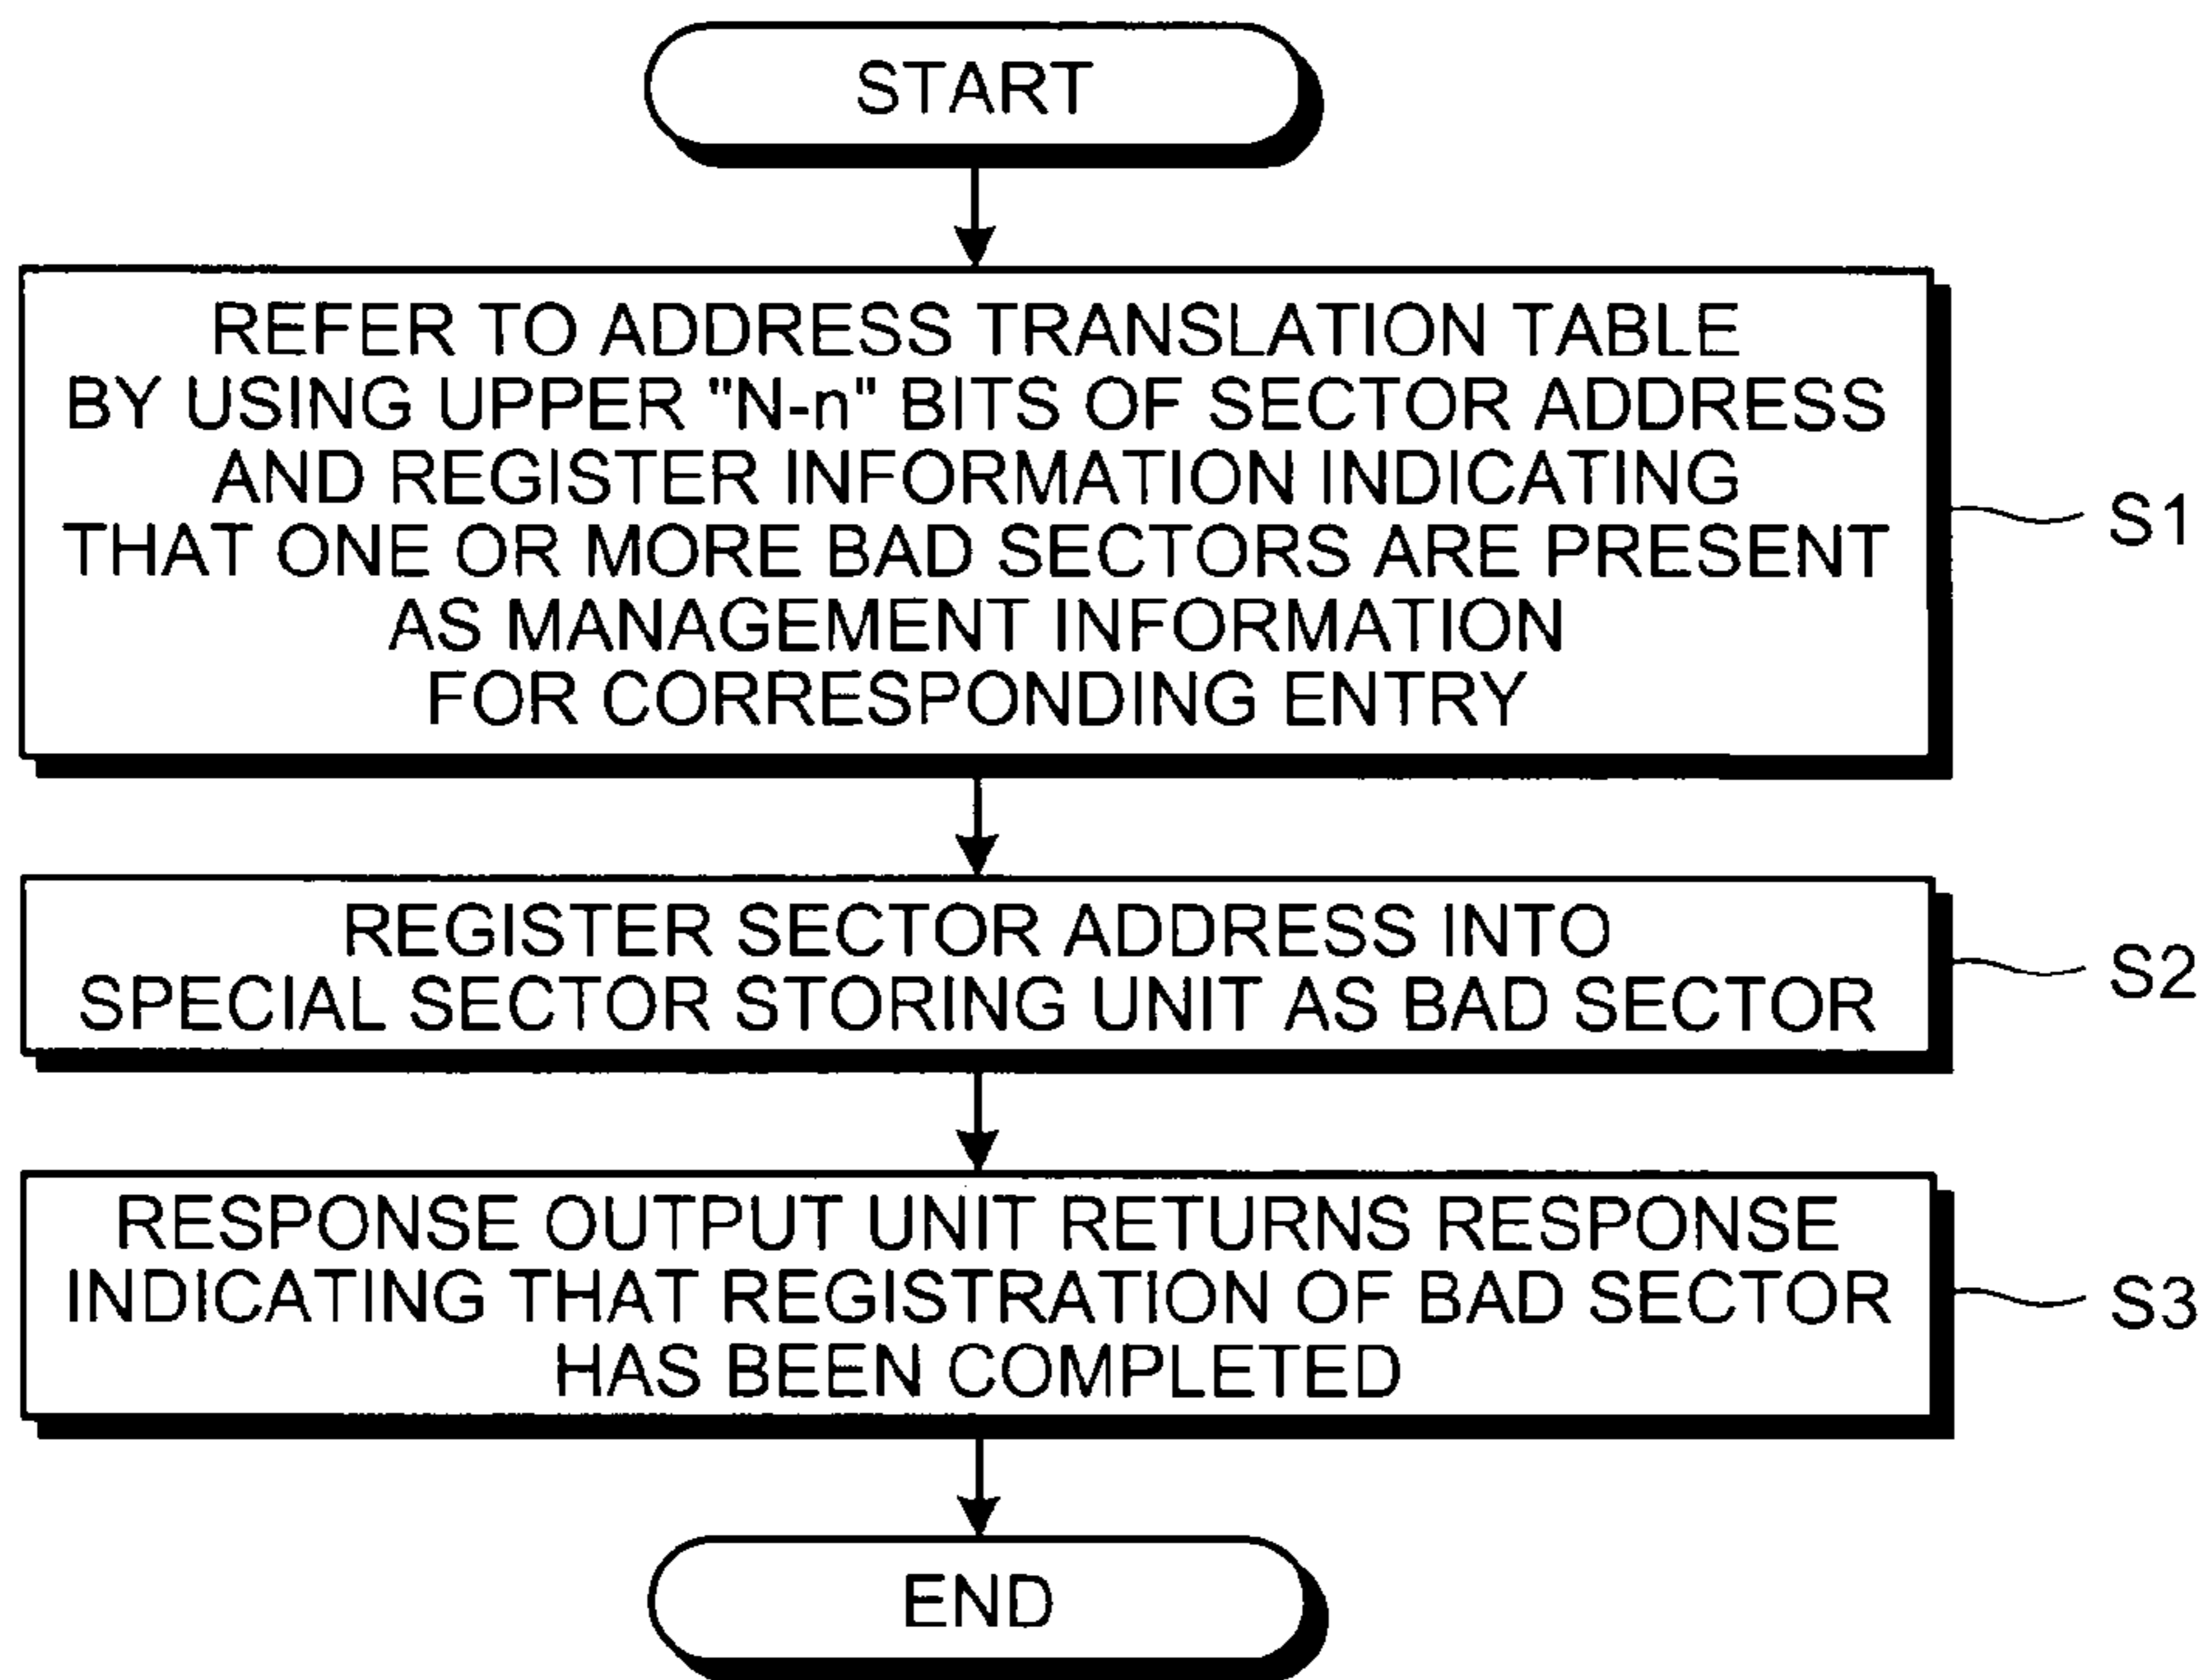 START
REFER TO ADDRESS TRANSLATION TABLE
BY USING UPPER "N-n" BITS OF SECTOR ADDRESS
AND REGISTER INFORMATION INDICATING
THAT ONE OR MORE BAD SECTORS ARE PRESENT
AS MANAGEMENT INFORMATION
FOR CORRESPONDING ENTRY
S1
REGISTER SECTOR ADDRESS INTO
SPECIAL SECTOR STORING UNIT AS BAD SECTOR
S2
RESPONSE OUTPUT UNIT RETURNS RESPONSE
INDICATING THAT REGISTRATION OF BAD SECTOR
HAS BEEN COMPLETED
S3
END